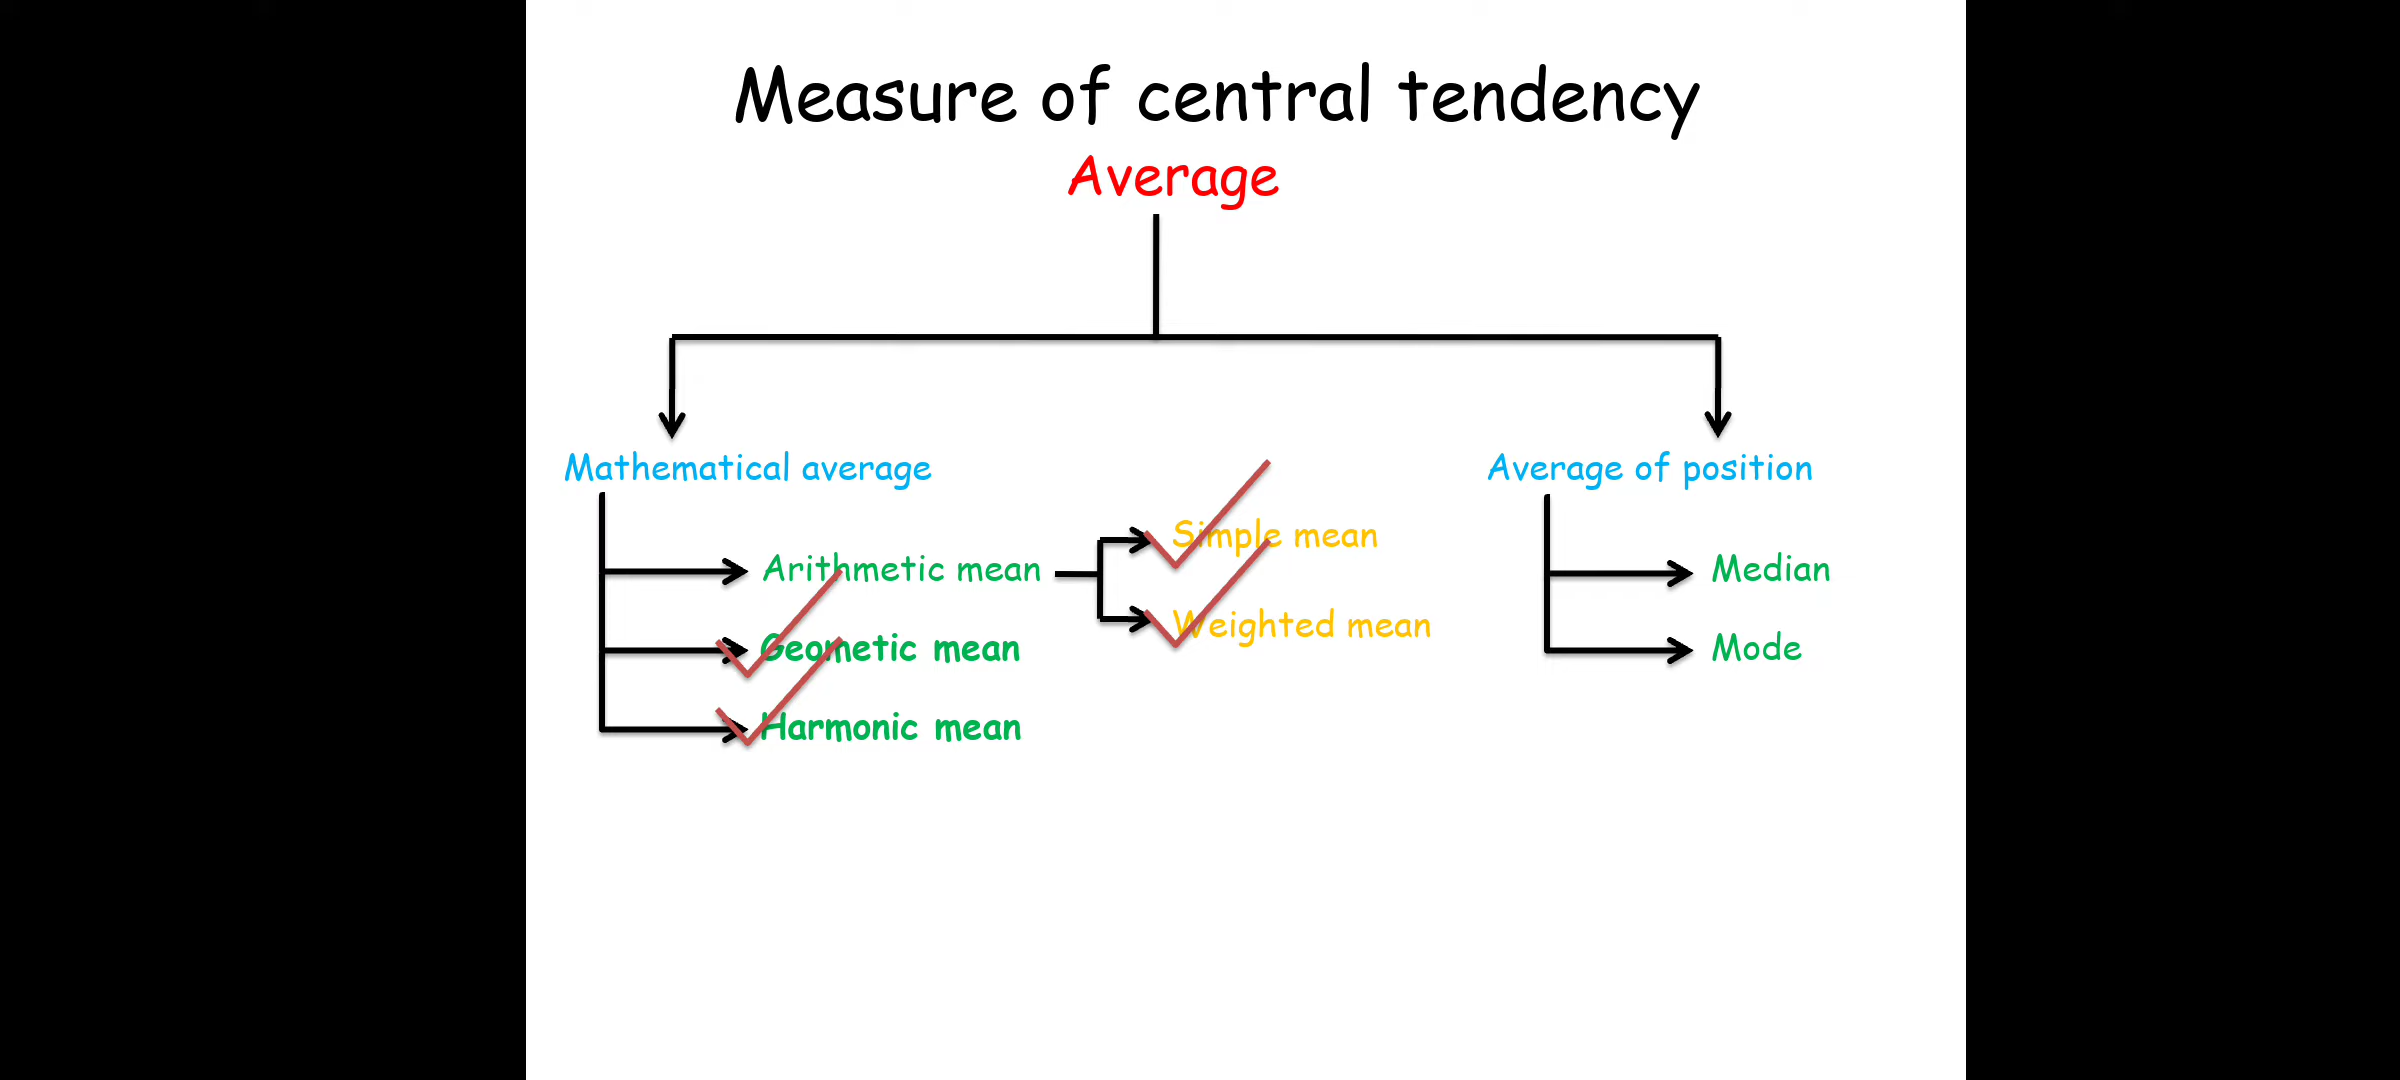 Measure of central tendency
Average
Mathematical average
Arithmetic mean
Geometic mean
Harmonic mean
Simple mean
Weighted mean
Average of position
Median
Mode